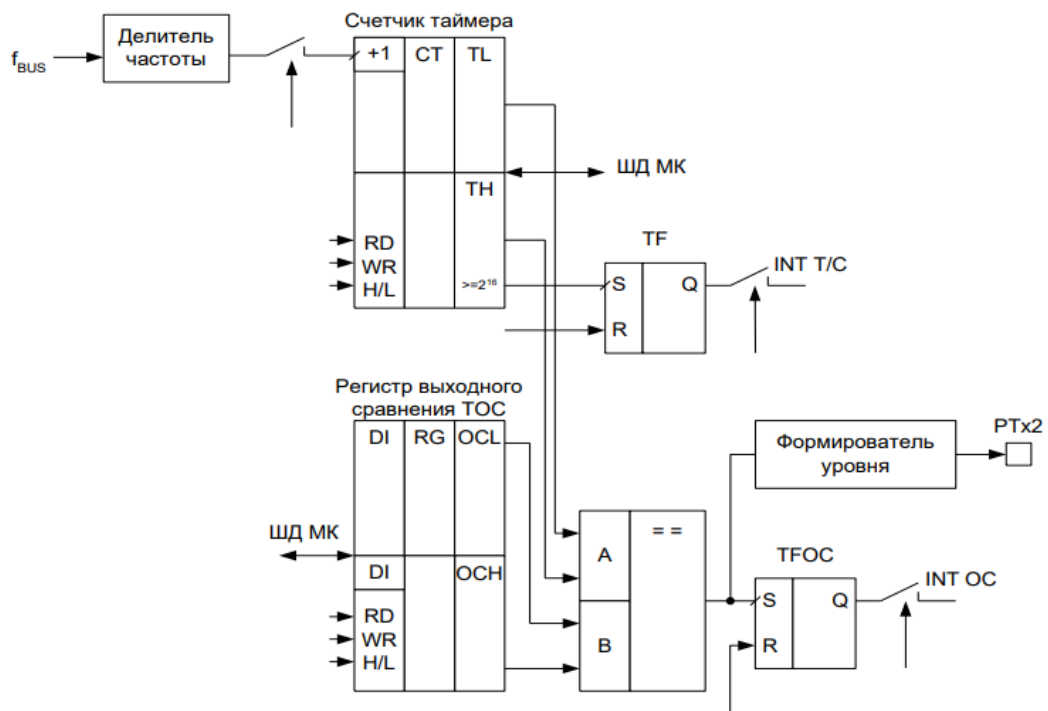 Счетчик таймера
f BUS
Делитель
частоты
+1
CT
TL
ШД МК
TH
RD
WR
H/L
>=2¹⁶
TF
S
Q
R
INT T/C
Регистр выходного
сравнения TOC
DI
RG
OCL
ШД МК
DI
OCH
RD
WR
H/L
A
= =
B
Формирователь
уровня
PTx2
TFOC
S
Q
R
INT OC